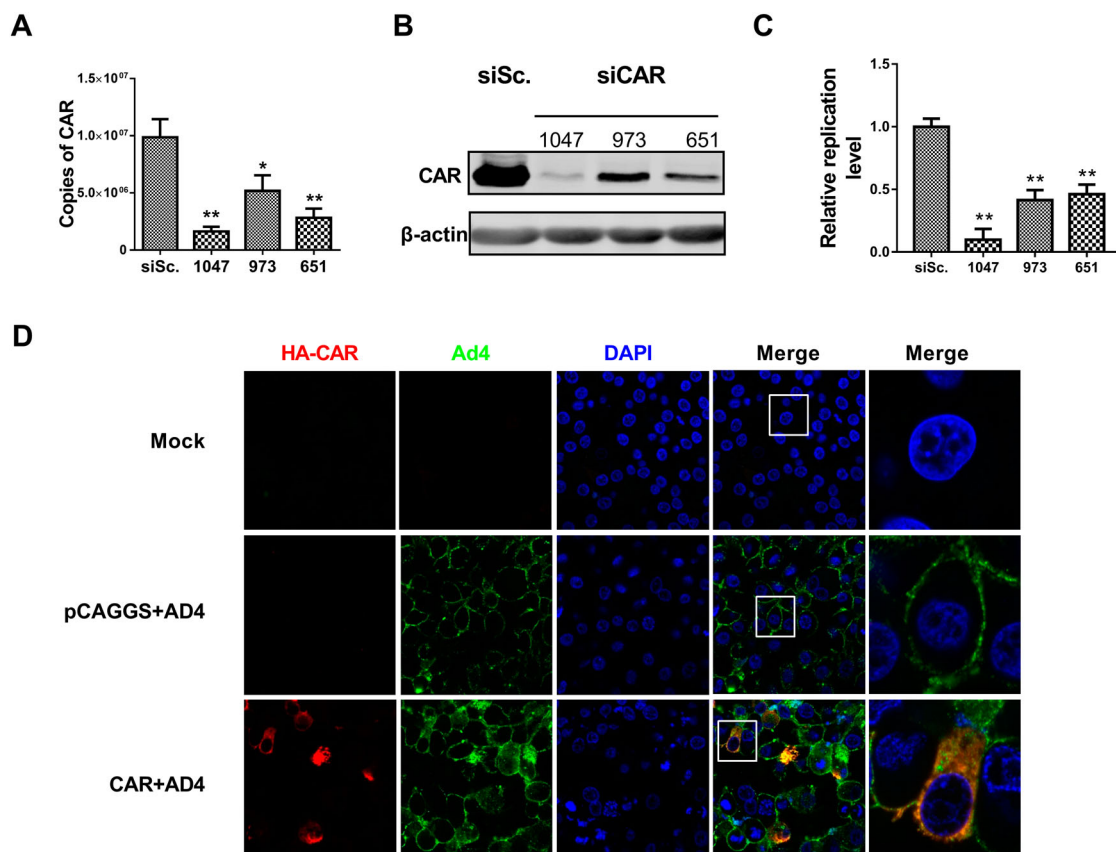 A
Copies of CAR
1.5×10⁰⁷
1.0×10⁰⁷
5.0×10⁰⁶
0
**
*
**
siSc. 1047 973 651
B
siSc. siCAR
1047 973 651
CAR
β-actin
C
Relative replication
level
1.5
1.0
0.5
0.0
**
**
**
siSc. 1047 973 651
D
HA-CAR Ad4 DAPI Merge Merge
Mock
pCAGGS+AD4
CAR+AD4